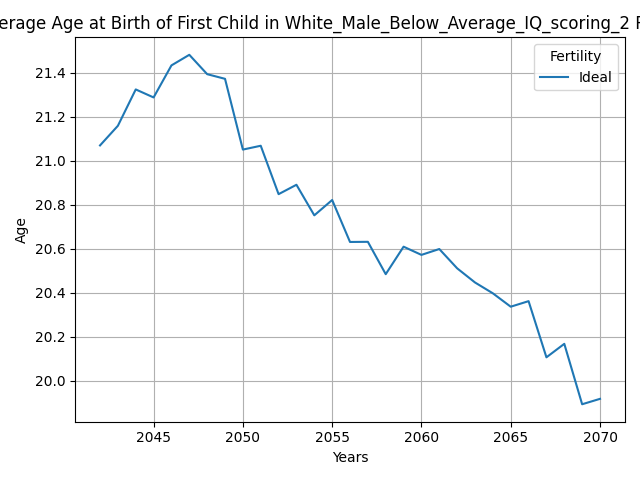 Age at Birth of First Child in White_Male_Below_Average_IQ_scoring_2
Fertility
Ideal
21.4
21.2
21.0
20.8
20.6
20.4
20.2
20.0
Age
2045 2050 2055 2060 2065 2070
Years